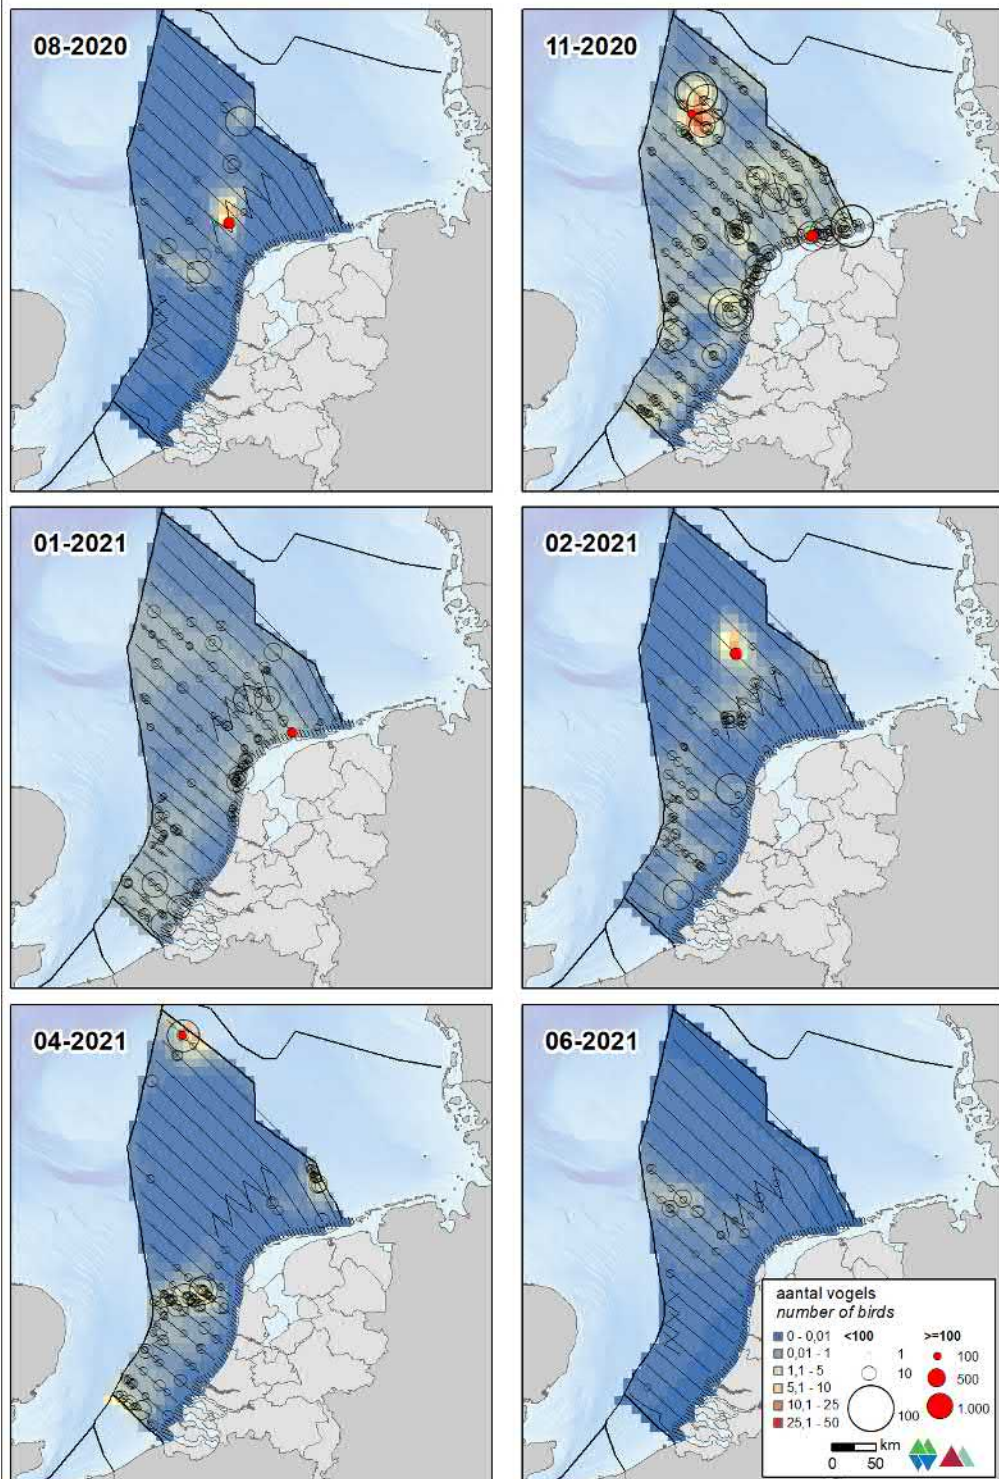 08-2020
11-2020
01-2021
02-2021
04-2021
06-2021
aantal vogels
number of birds
0 - 0,01 <100 >=100
0,01 - 1 1 100
1,1 - 5 10 500
5,1 - 10
10,1 - 25 100 1.000
25,1 - 50
km
0 50